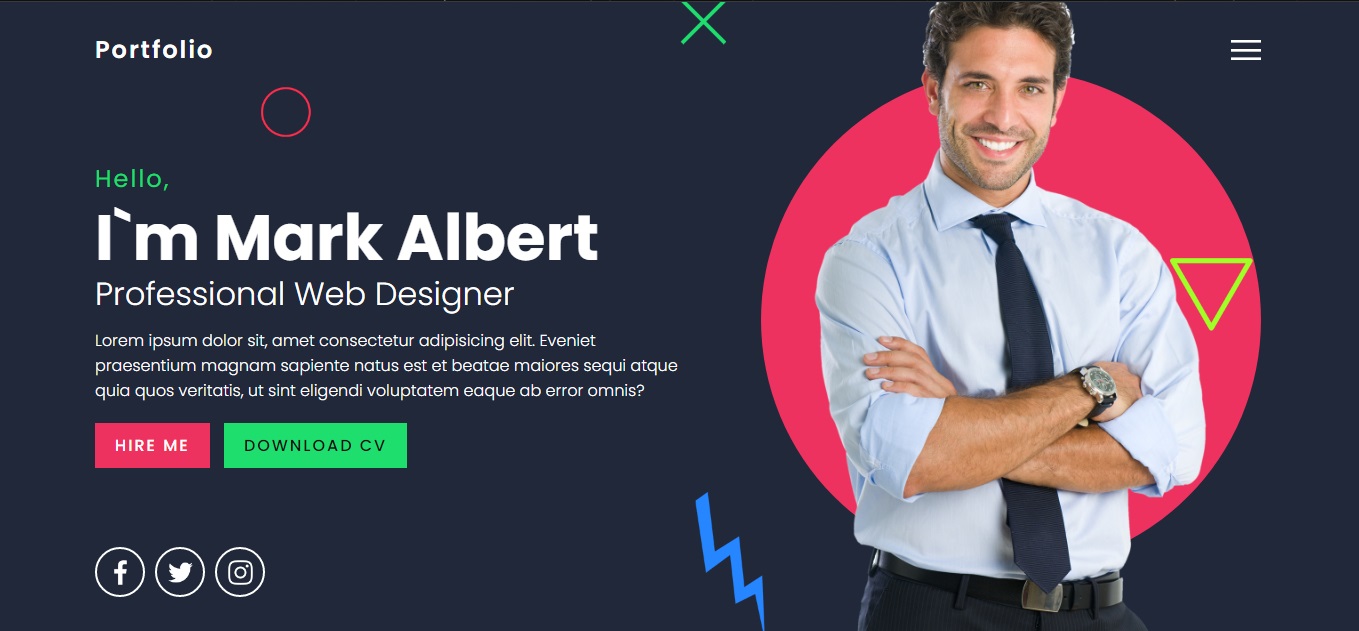 Portfolio
Hello,
I`m Mark Albert
Professional Web Designer
Lorem ipsum dolor sit, amet consectetur adipisicing elit. Eveniet
praesentium magnam sapiente natus est et beatae maiores sequi atque
quia quos veritatis, ut sint eligendi voluptatem eaque ab error omnis?
HIRE ME
DOWNLOAD CV